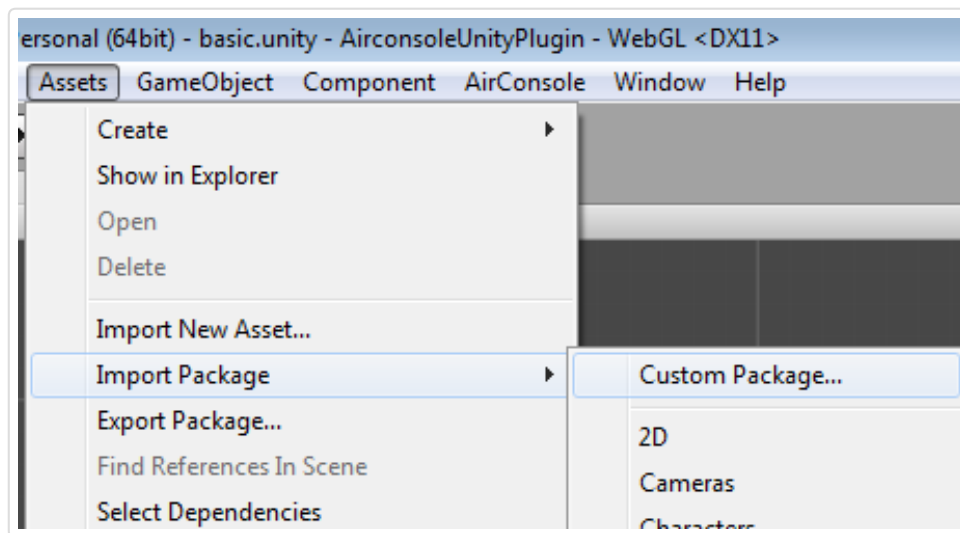 ersonal (64bit) - basic.unity - AirconsoleUnityPlugin - WebGL <DX11>
Assets GameObject Component AirConsole Window Help
Create
Show in Explorer
Open
Delete
Import New Asset...
Import Package
Custom Package...
Export Package...
2D
Find References In Scene
Cameras
Select Dependencies
Characters